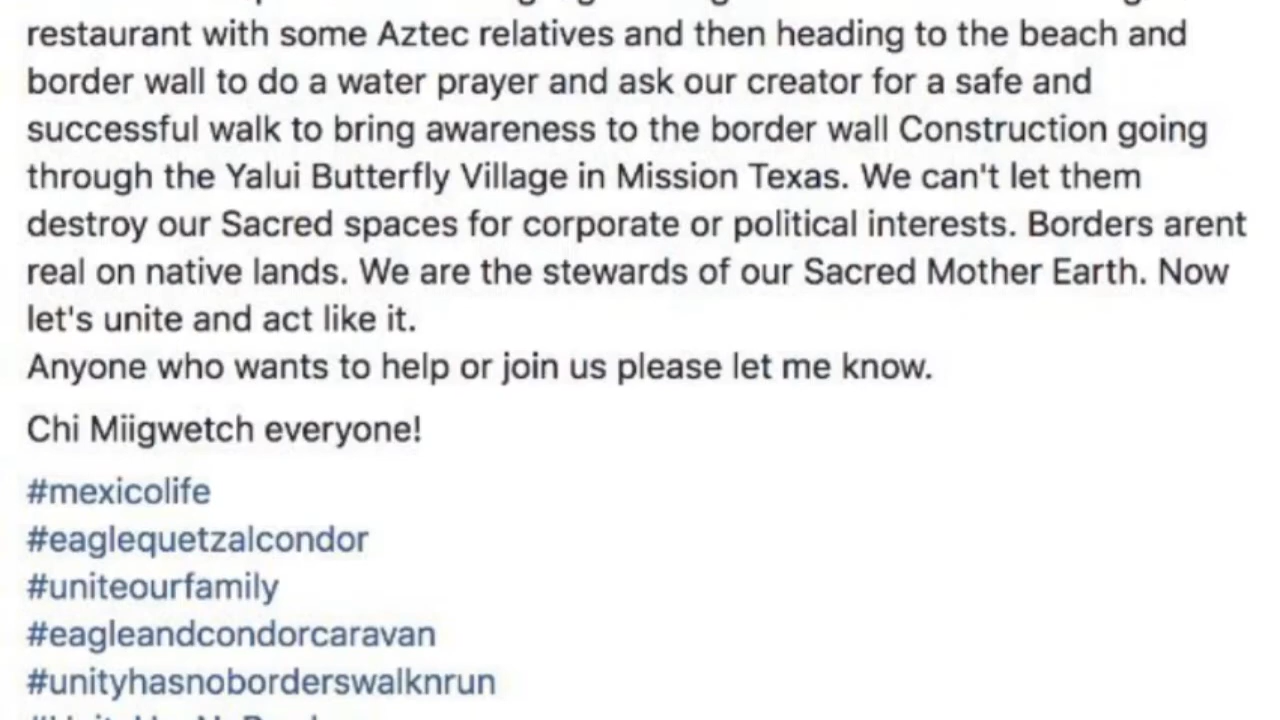 restaurant with some Aztec relatives and then heading to the beach and
border wall to do a water prayer and ask our creator for a safe and
successful walk to bring awareness to the border wall Construction going
through the Yalui Butterfly Village in Mission Texas. We can't let them
destroy our Sacred spaces for corporate or political interests. Borders arent
real on native lands. We are the stewards of our Sacred Mother Earth. Now
let's unite and act like it.
Anyone who wants to help or join us please let me know.
Chi Miigwetch everyone!
#mexicolife
#eaglequetzalcondor
#uniteourfamily
#eagleandcondorcaravan
#unityhasnoborderswalknrun